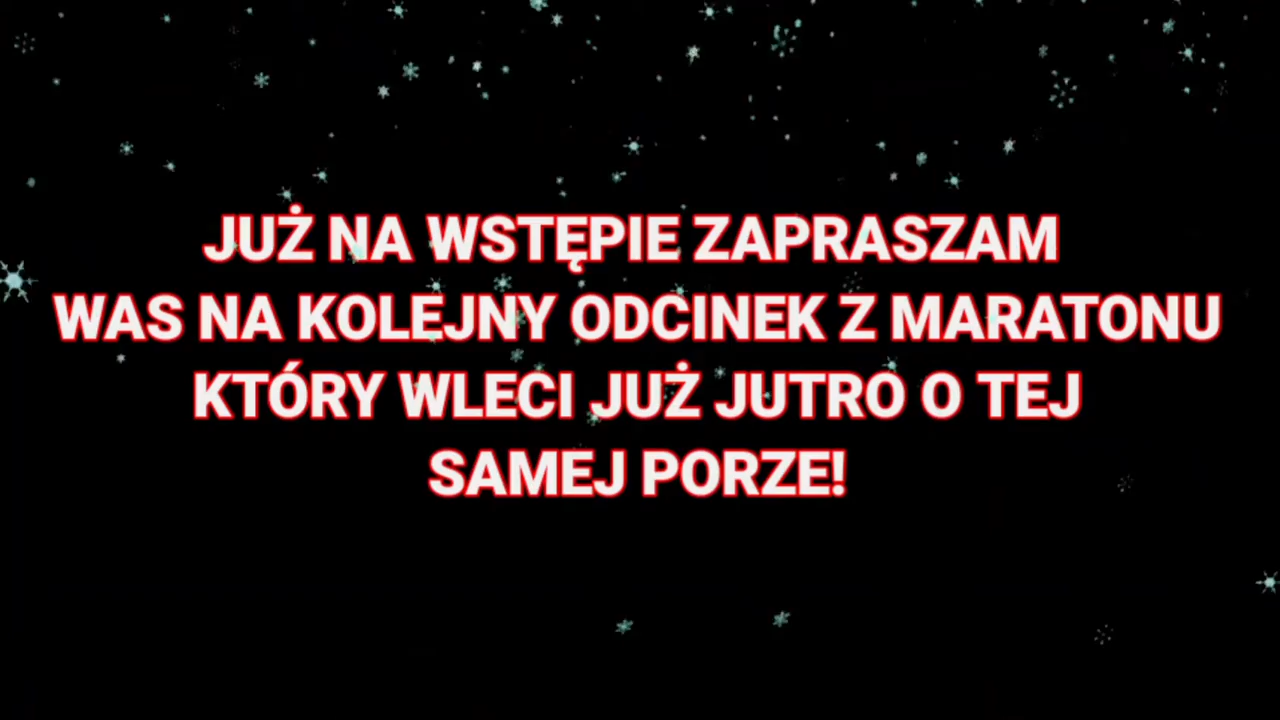 JUŻ NA WSTĘPIE ZAPRASZAM
WAS NA KOLEJNY ODCINEK Z MARATONU
KTÓRY WLECI JUŻ JUTRO O TEJ
SAMEJ PORZE!